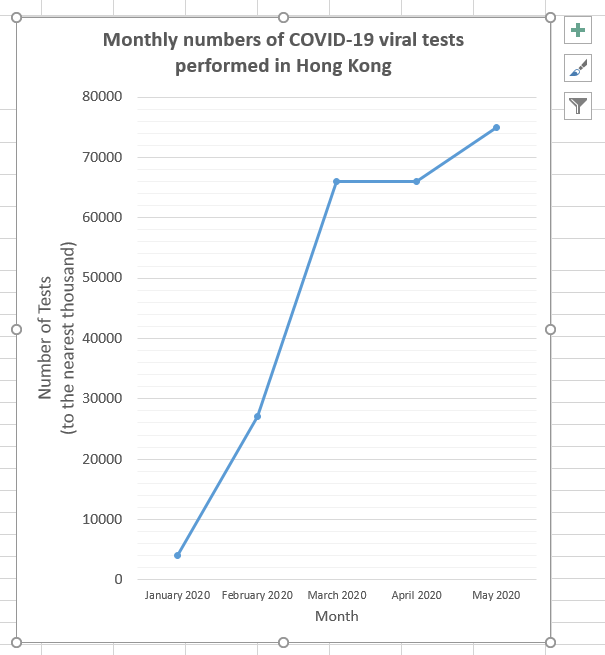 Monthly numbers of COVID-19 viral tests
performed in Hong Kong
80000
70000
60000
50000
40000
30000
20000
10000
0
Number of Tests
(to the nearest thousand)
January 2020 February 2020 March 2020 April 2020 May 2020
Month